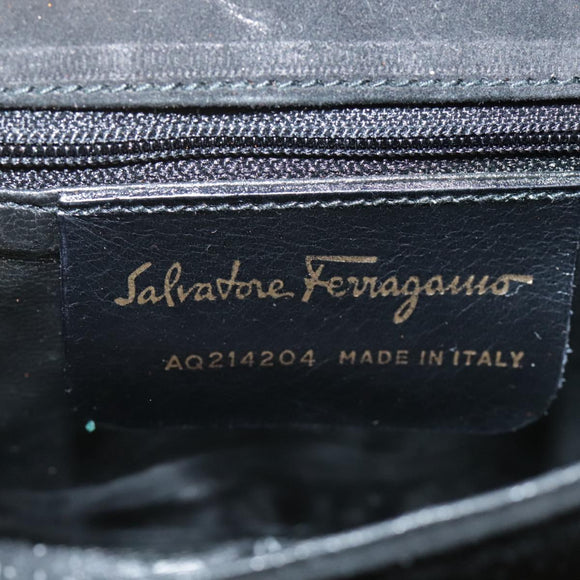 Salvatore Ferragamo
AQ214204 MADE IN ITALY